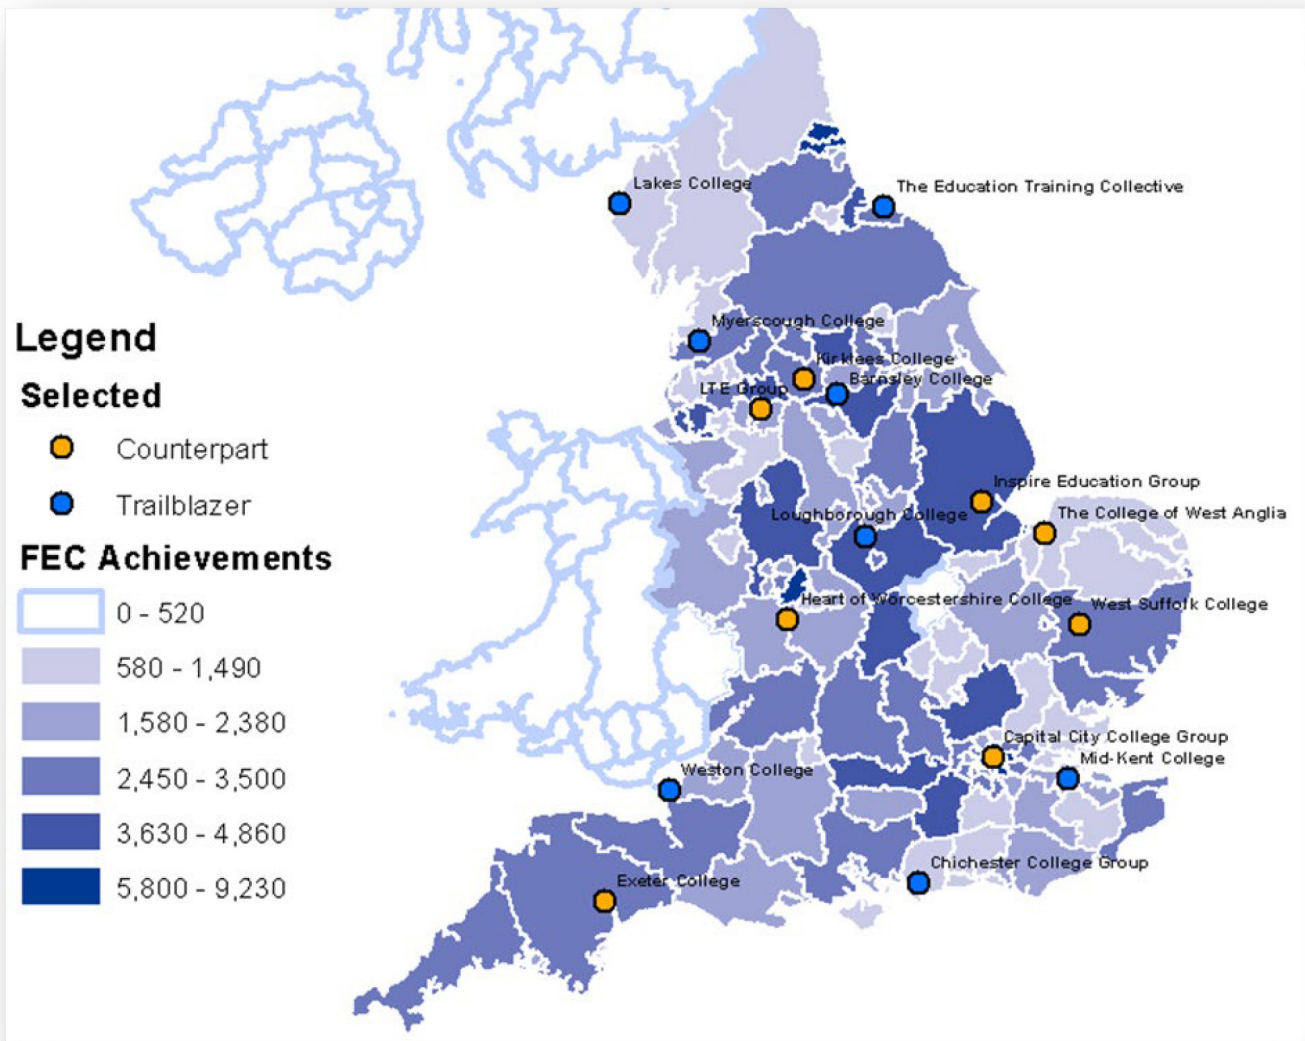 Lakes College
The Education Training Collective
Legend
Myerscough College
Kirklees College
Selected
LTE Group
Barnsley College
Counterpart
Inspire Education Group
Trailblazer
Loughborough College
The College of West Anglia
FEC Achievements
0 - 520
Heart of Worcestershire College
West Suffolk College
580 - 1,490
1,580 - 2,380
Capital City College Group
Mid-Kent College
2,450 - 3,500
Weston College
3,630 - 4,860
Chichester College Group
5,800 - 9,230
Exeter College